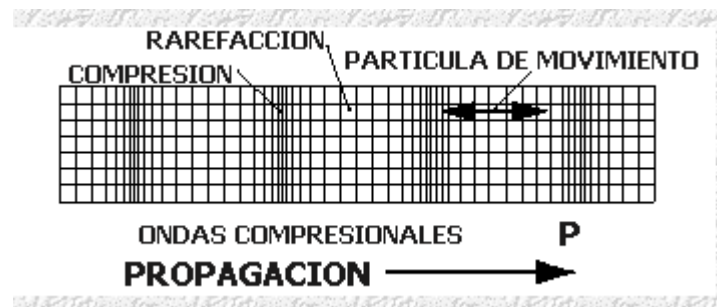 RAREFACCION
PARTICULA DE MOVIMIENTO
COMPRESION
ONDAS COMPRESIONALES P
PROPAGACION